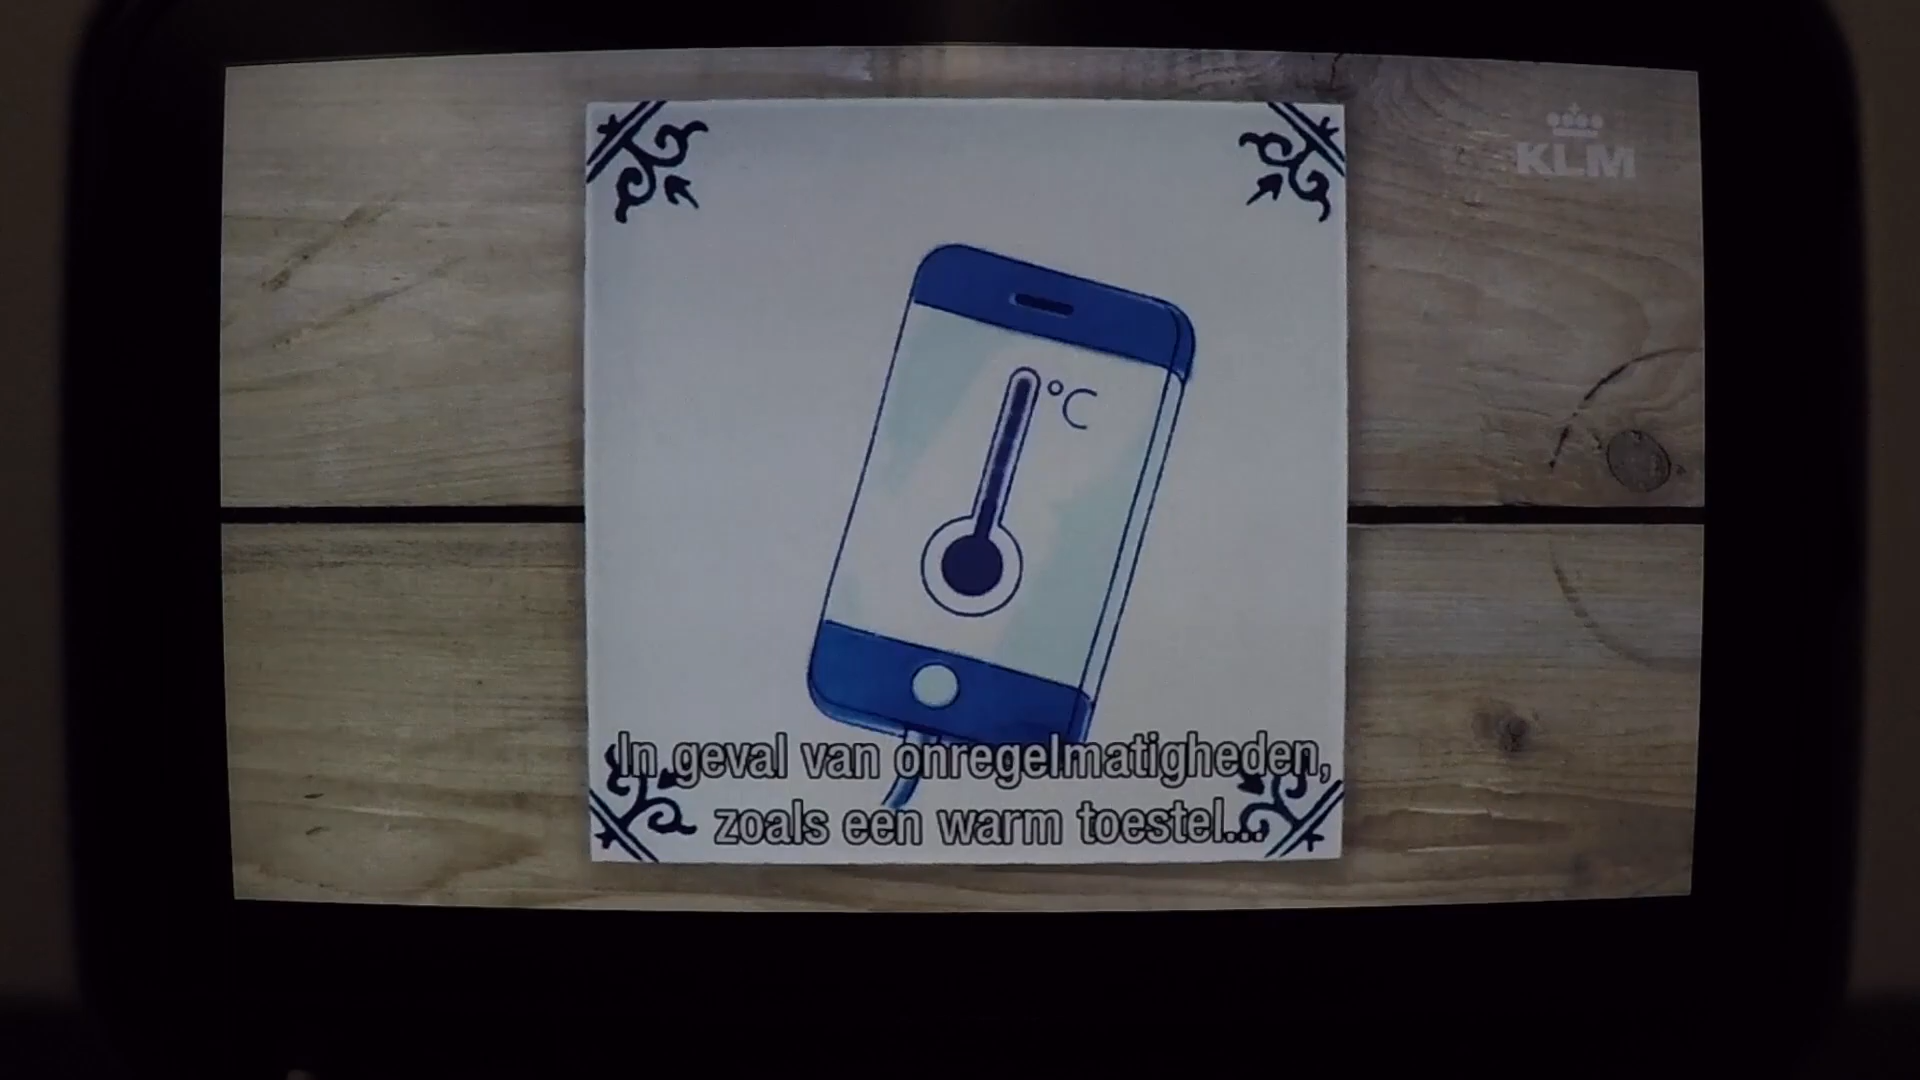 KLM
°C
In geval van onregelmatigheden,
zoals een warm toestel...